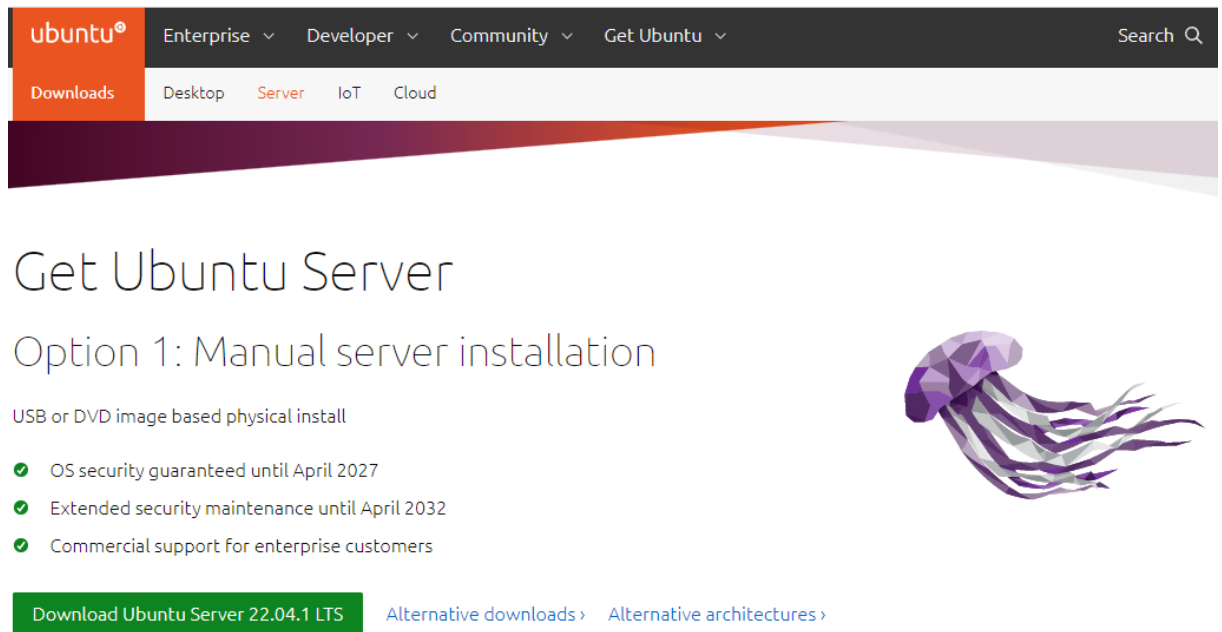 ubuntu® Enterprise Developer Community Get Ubuntu Search
Downloads Desktop Server IoT Cloud
Get Ubuntu Server
Option 1: Manual server installation
USB or DVD image based physical install
OS security guaranteed until April 2027
Extended security maintenance until April 2032
Commercial support for enterprise customers
Download Ubuntu Server 22.04.1 LTS Alternative downloads › Alternative architectures ›